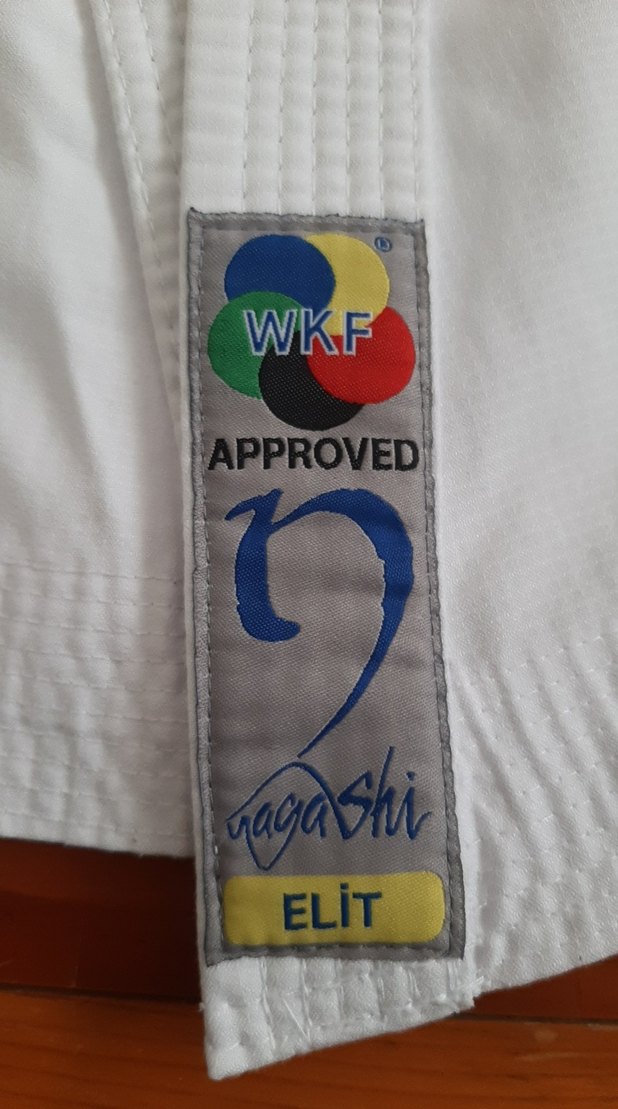 ®
WKF
APPROVED
n
nagashi
ELİT